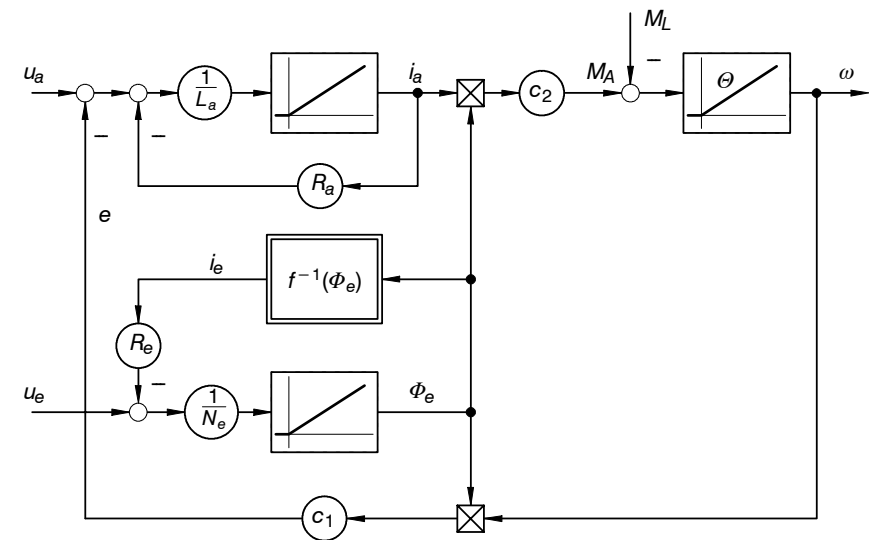 M_L
u_a
1/L_a
i_a
M_A
−
Θ
ω
c_2
−
−
R_a
e
i_e
f⁻¹(Φ_e)
R_e
−
u_e
1/N_e
Φ_e
c_1